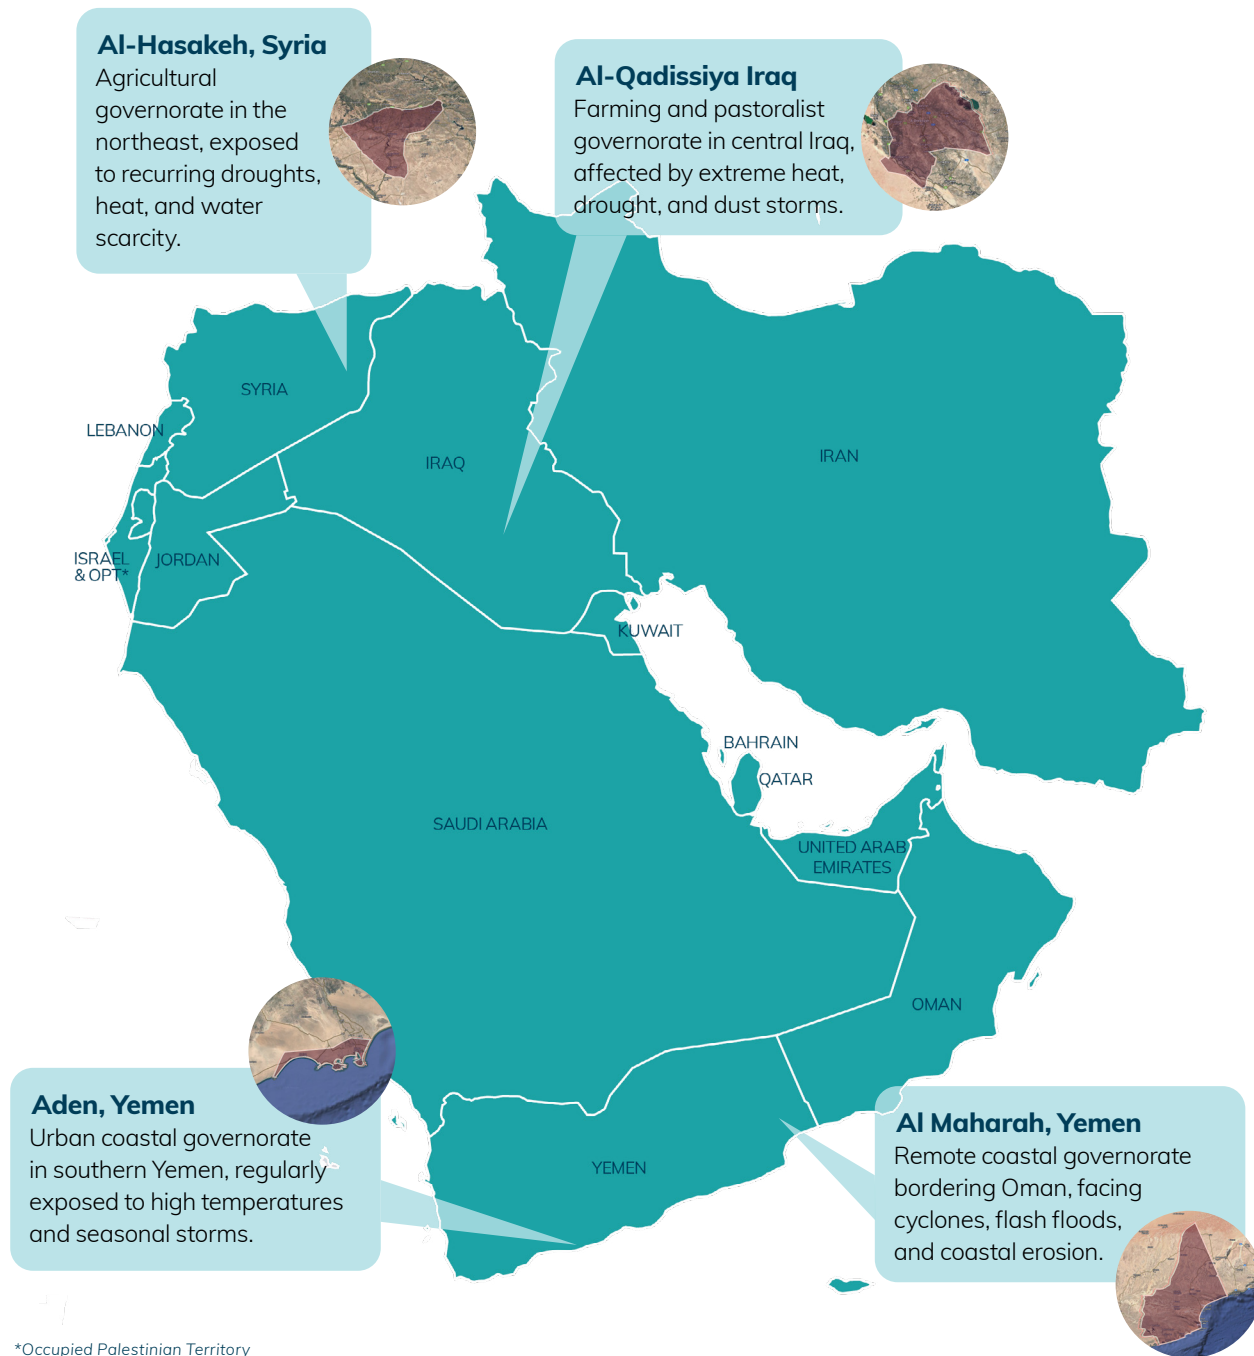 Al-Hasakeh, Syria
Agricultural
governorate in the
northeast, exposed
to recurring droughts,
heat, and water
scarcity.
Al-Qadissiya Iraq
Farming and pastoralist
governorate in central Iraq,
affected by extreme heat,
drought, and dust storms.
SYRIA
LEBANON
IRAQ
IRAN
ISRAEL
& OPT*
JORDAN
KUWAIT
BAHRAIN
QATAR
SAUDI ARABIA
UNITED ARAB
EMIRATES
OMAN
YEMEN
Aden, Yemen
Urban coastal governorate
in southern Yemen, regularly
exposed to high temperatures
and seasonal storms.
Al Maharah, Yemen
Remote coastal governorate
bordering Oman, facing
cyclones, flash floods,
and coastal erosion.
*Occupied Palestinian Territory